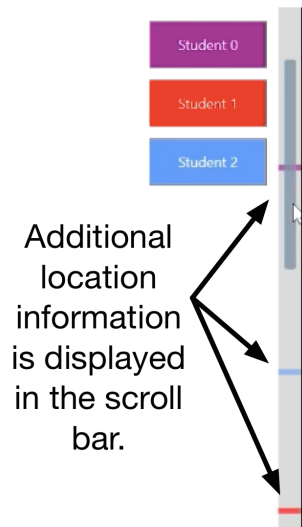 Student 0
Student 1
Student 2
Additional
location
information
is displayed
in the scroll
bar.